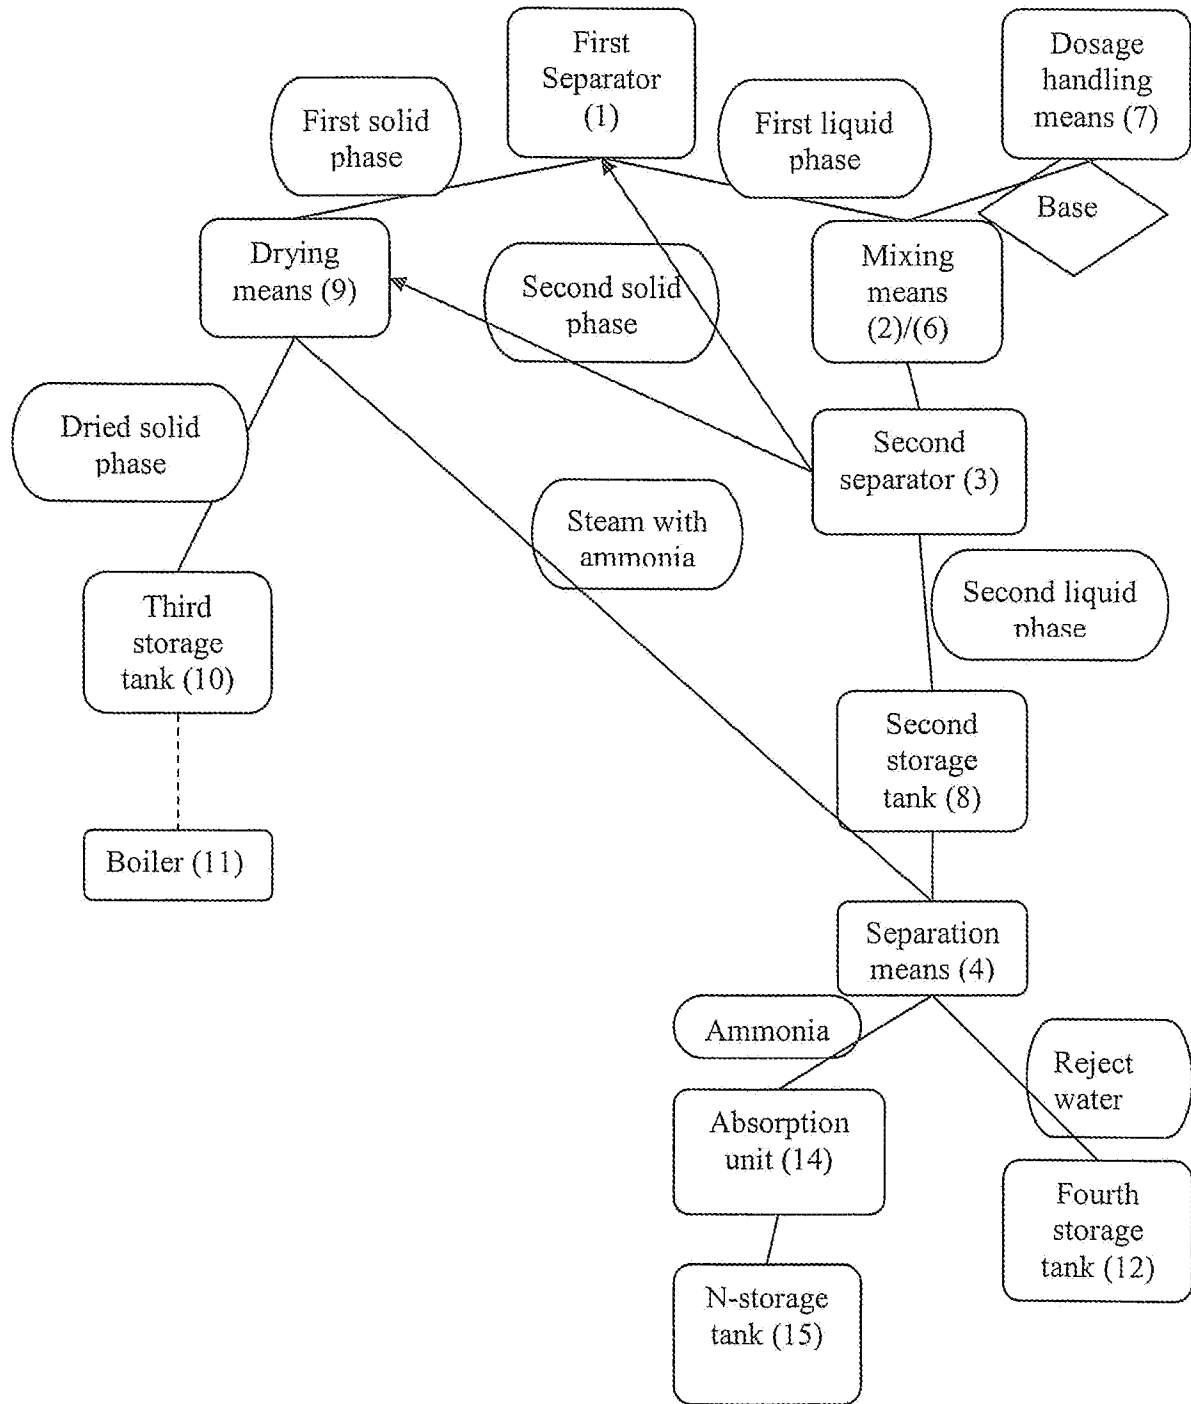 First
Separator
(1)
Dosage
handling
means (7)
First solid
phase
First liquid
phase
Base
Drying
means (9)
Second solid
phase
Mixing
means
(2)/(6)
Dried solid
phase
Second
separator (3)
Steam with
ammonia
Second liquid
phase
Third
storage
tank (10)
Second
storage
tank (8)
Boiler (11)
Separation
means (4)
Ammonia
Reject
water
Absorption
unit (14)
Fourth
storage
tank (12)
N-storage
tank (15)